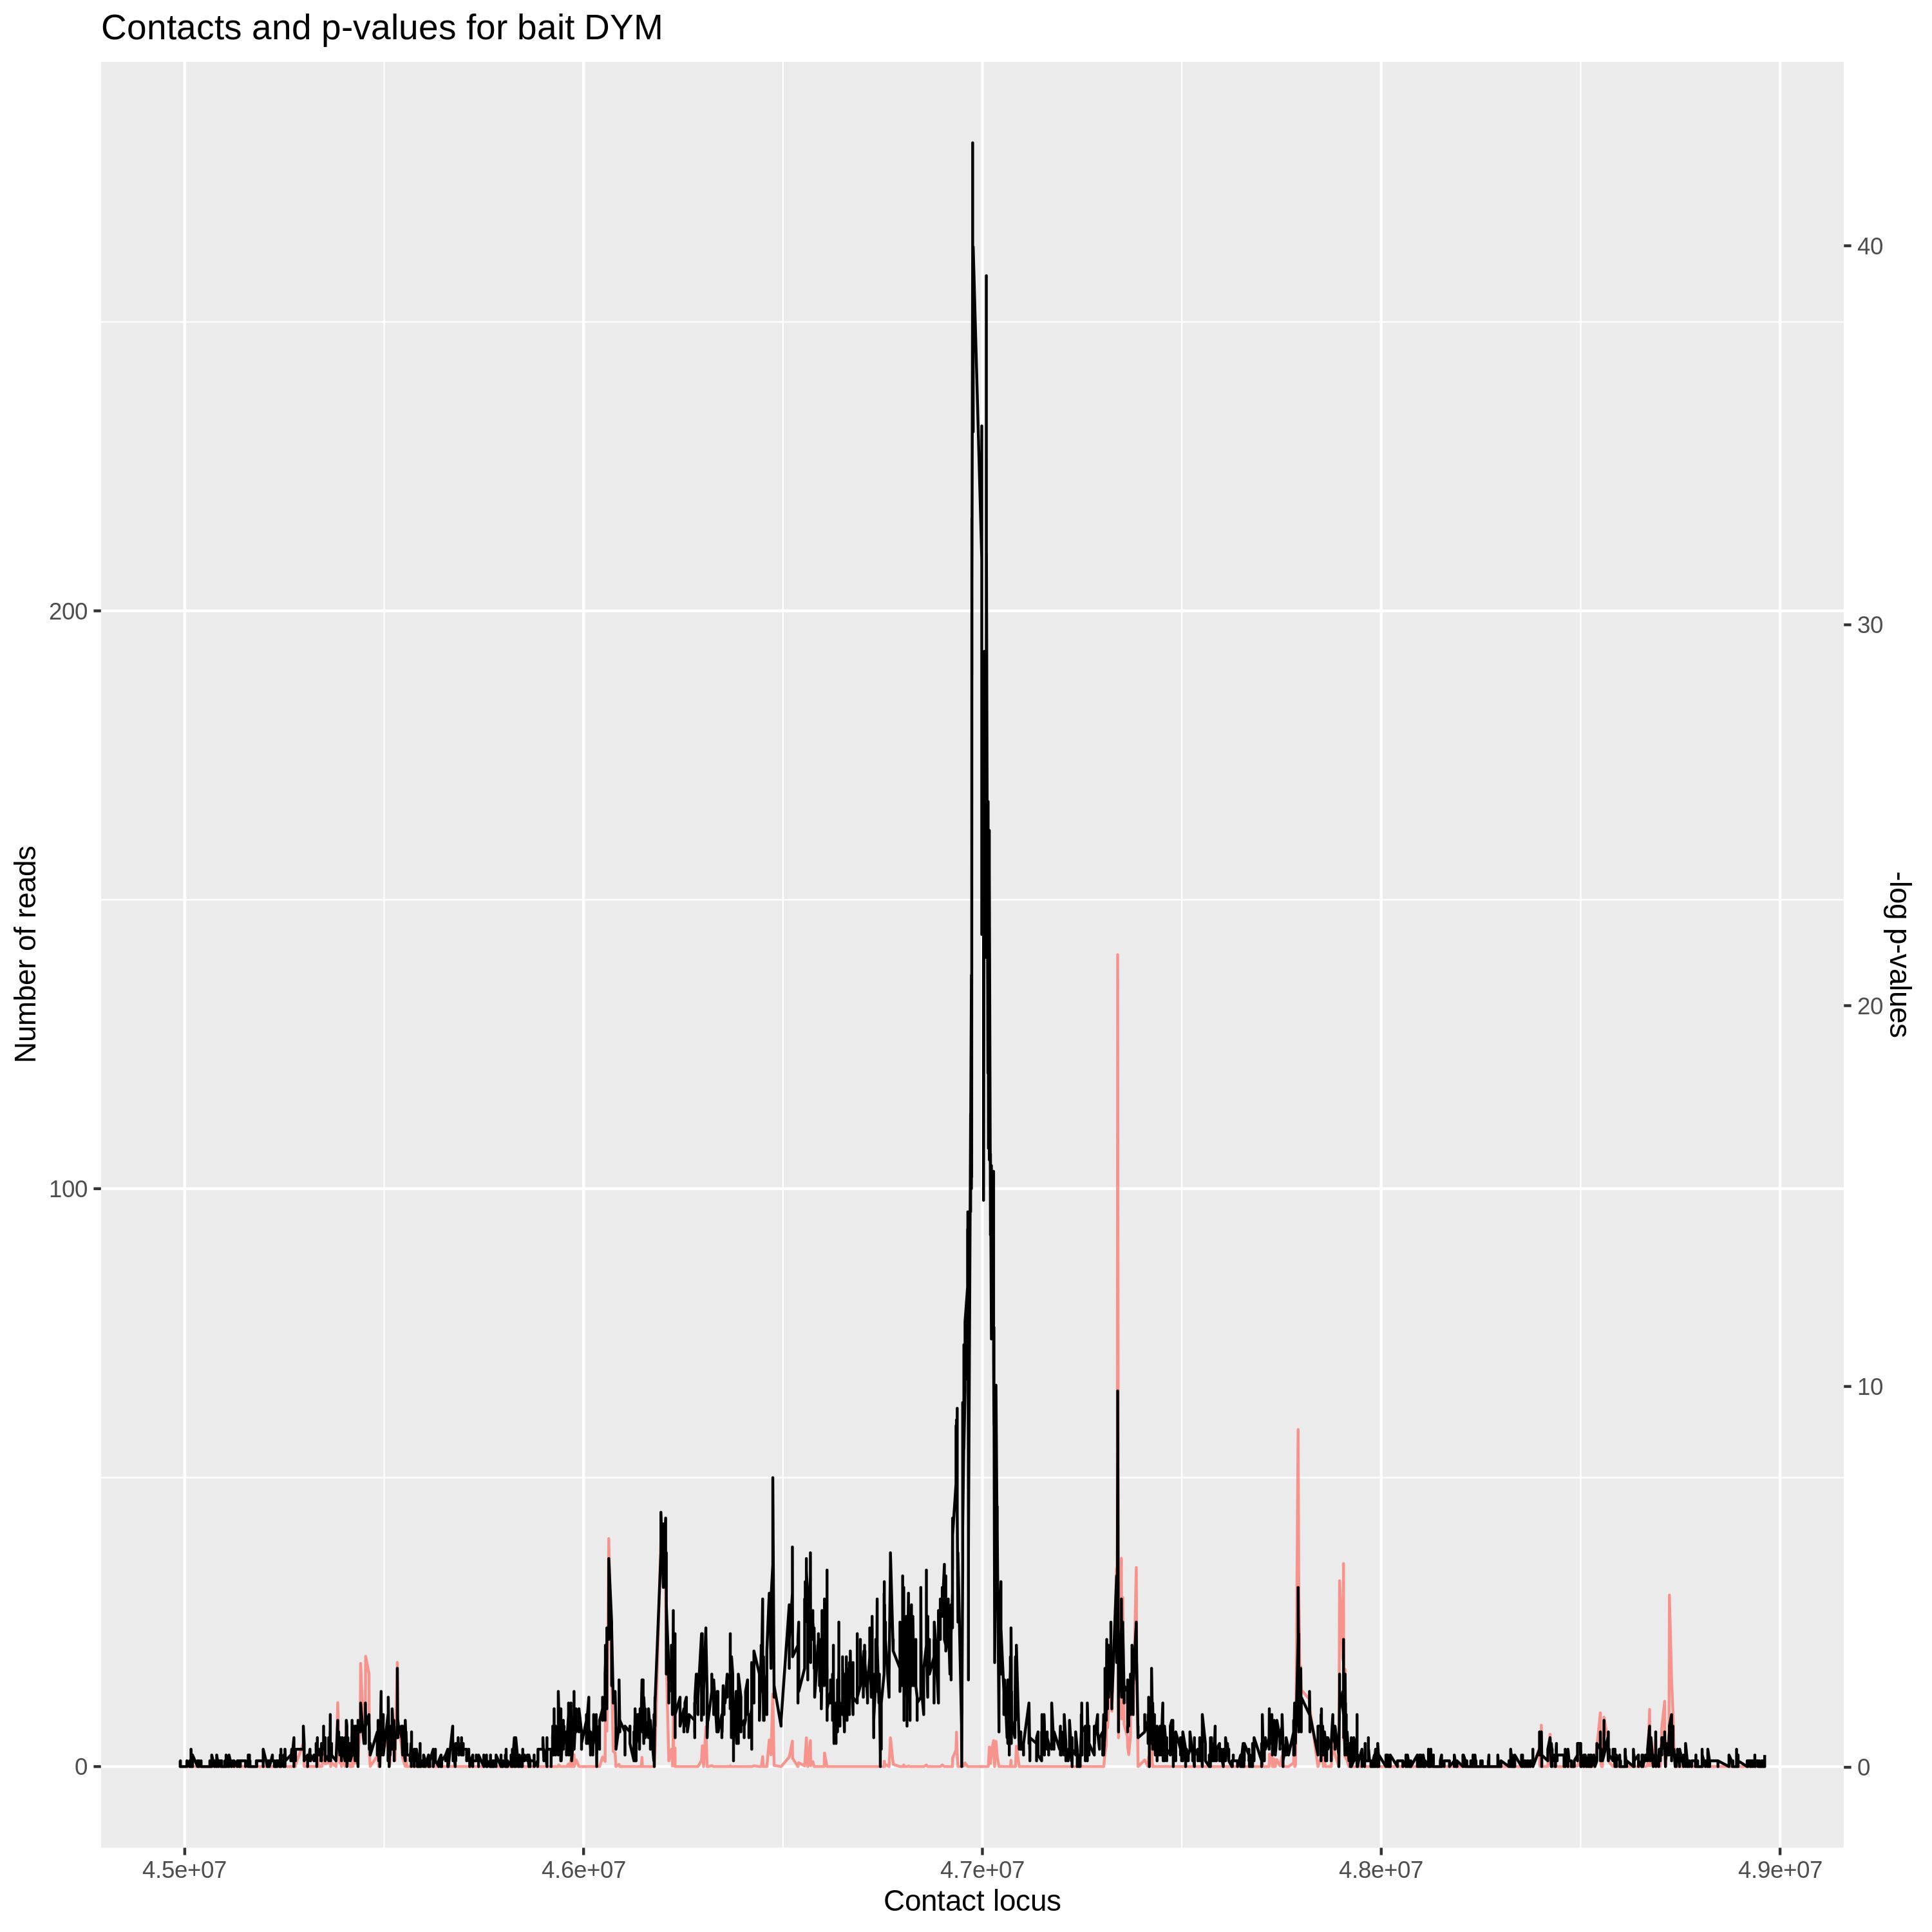 Contacts and p-values for bait DYM
Number of reads
200
100
0
40
30
20
10
0
-log p-values
4.5e+07
4.6e+07
4.7e+07
4.8e+07
4.9e+07
Contact locus